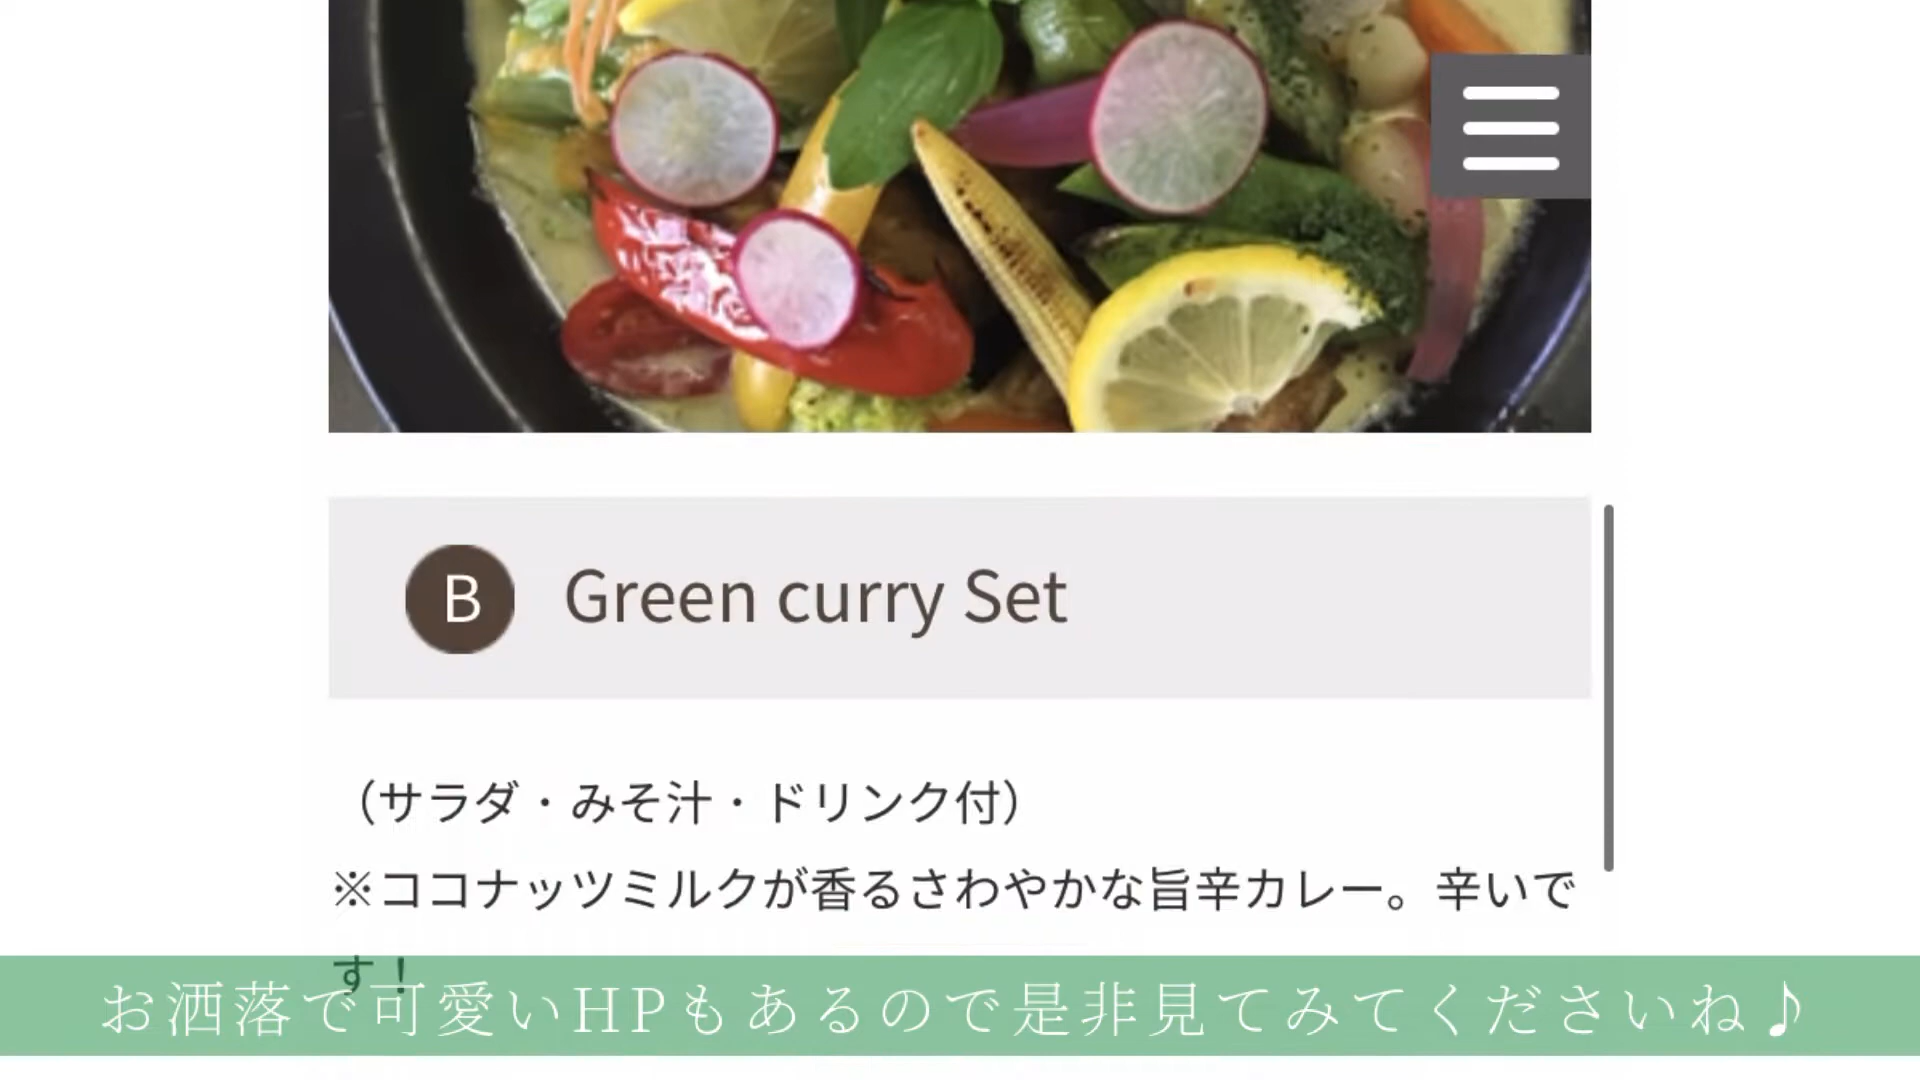 B Green curry Set
（サラダ・みそ汁・ドリンク付）
※ココナッツミルクが香るさわやかな旨辛カレー。辛いで
す！
お洒落で可愛いHPもあるので是非見てみてくださいね♪